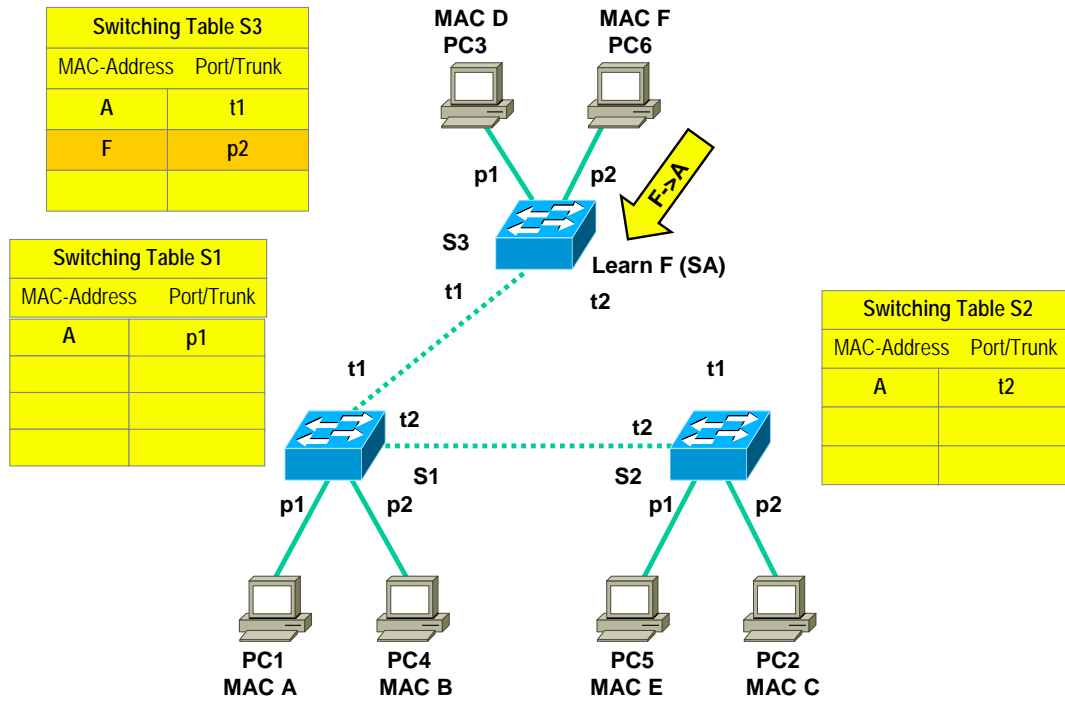 MAC D
PC3
MAC F
PC6
Switching Table S3
MAC-Address Port/Trunk
A t1
F p2
p1
p2
F->A
S3
Learn F (SA)
t1
t2
Switching Table S1
MAC-Address Port/Trunk
A p1
Switching Table S2
MAC-Address Port/Trunk
A t2
t1
t1
t2
t2
S1
S2
p1
p2
p1
p2
PC1
MAC A
PC4
MAC B
PC5
MAC E
PC2
MAC C